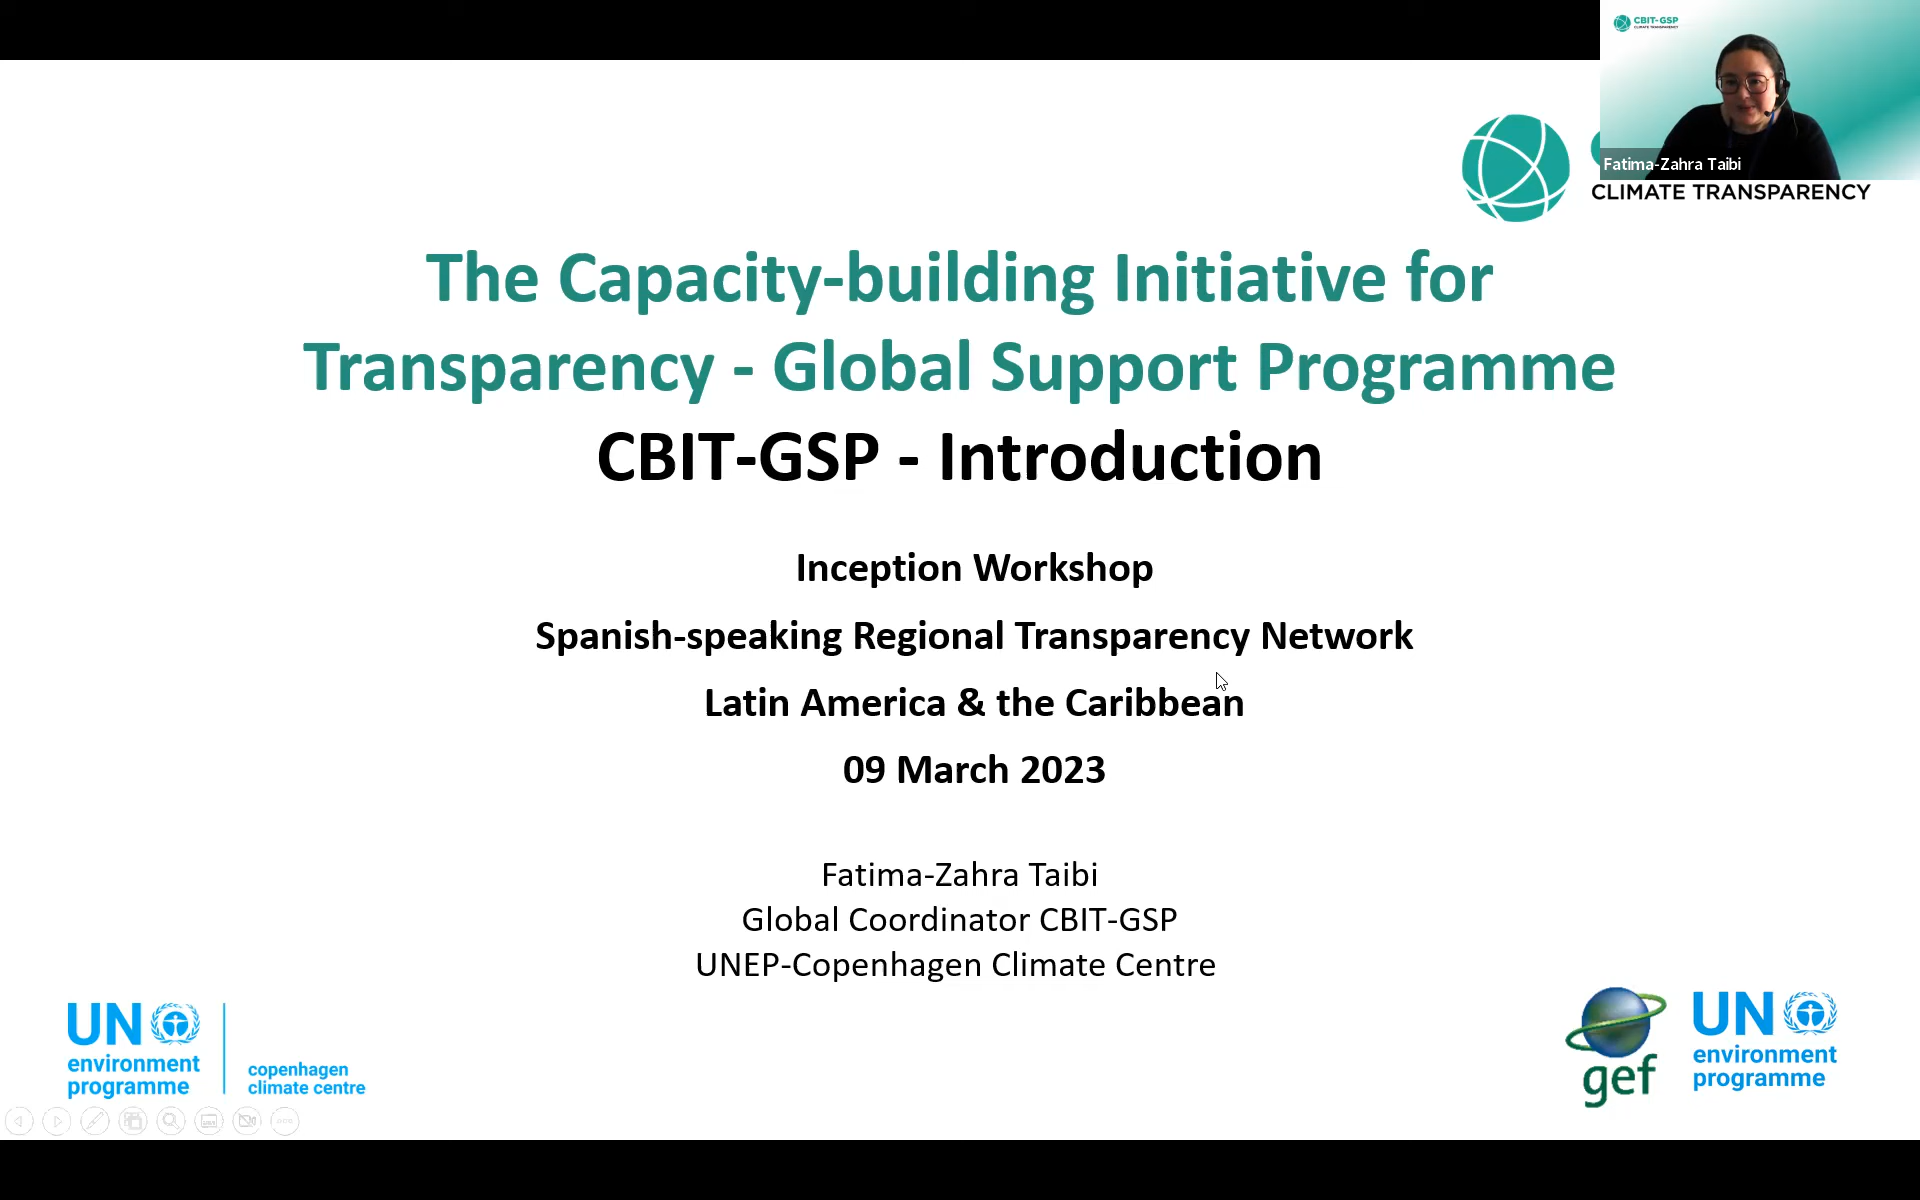 CBIT-GSP
CLIMATE TRANSPARENCY
Fatima-Zahra Taibi
CLIMATE TRANSPARENCY
The Capacity-building Initiative for
Transparency - Global Support Programme
CBIT-GSP - Introduction
Inception Workshop
Spanish-speaking Regional Transparency Network
Latin America & the Caribbean
09 March 2023
Fatima-Zahra Taibi
Global Coordinator CBIT-GSP
UNEP-Copenhagen Climate Centre
UN
environment
programme
copenhagen
climate centre
gef
UN
environment
programme